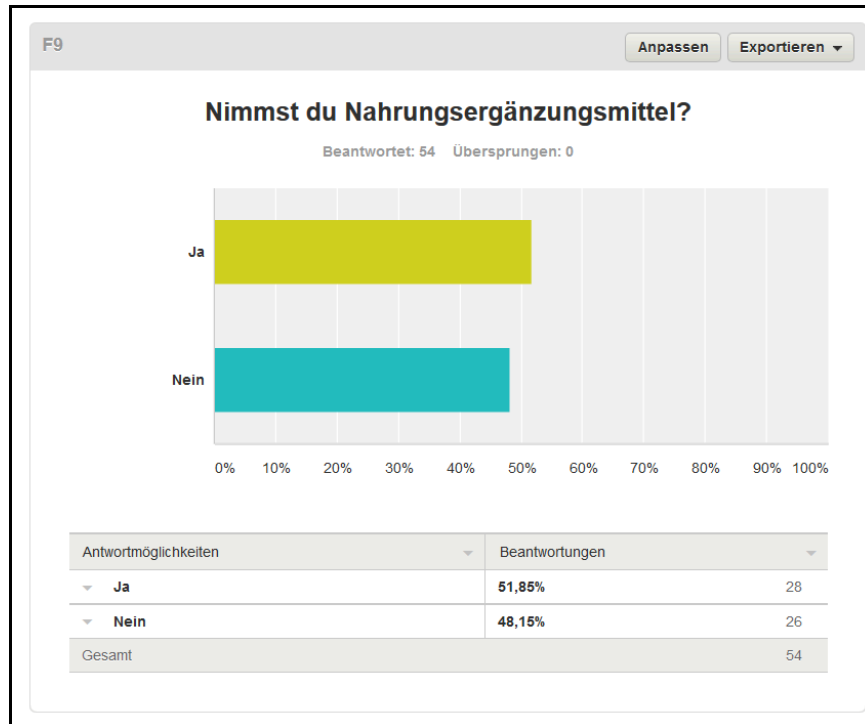 F9
Anpassen Exportieren
Nimmst du Nahrungsergänzungsmittel?
Beantwortet: 54 Übersprungen: 0
Ja
Nein
0% 10% 20% 30% 40% 50% 60% 70% 80% 90% 100%
Antwortmöglichkeiten Beantwortungen
Ja 51,85% 28
Nein 48,15% 26
Gesamt 54